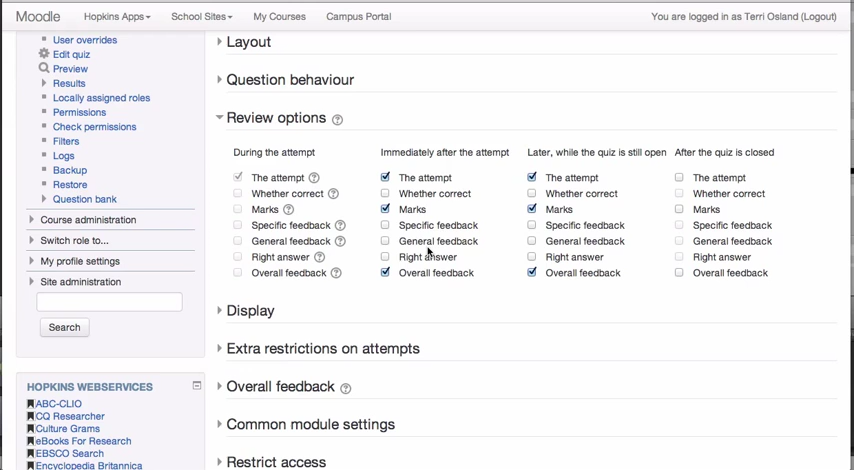 Moodle Hopkins Apps School Sites My Courses Campus Portal You are logged in as Terri Osland (Logout)
User overrides
Edit quiz
Preview
Results
Locally assigned roles
Permissions
Check permissions
Filters
Logs
Backup
Restore
Question bank
Course administration
Switch role to...
My profile settings
Site administration
Search
HOPKINS WEBSERVICES
ABC-CLIO
CQ Researcher
Culture Grams
eBooks For Research
EBSCO Search
Encyclopedia Britannica
Layout
Question behaviour
Review options
During the attempt Immediately after the attempt Later, while the quiz is still open After the quiz is closed
The attempt The attempt The attempt The attempt
Whether correct Whether correct Whether correct Whether correct
Marks Marks Marks Marks
Specific feedback Specific feedback Specific feedback Specific feedback
General feedback General feedback General feedback General feedback
Right answer Right answer Right answer Right answer
Overall feedback Overall feedback Overall feedback Overall feedback
Display
Extra restrictions on attempts
Overall feedback
Common module settings
Restrict access